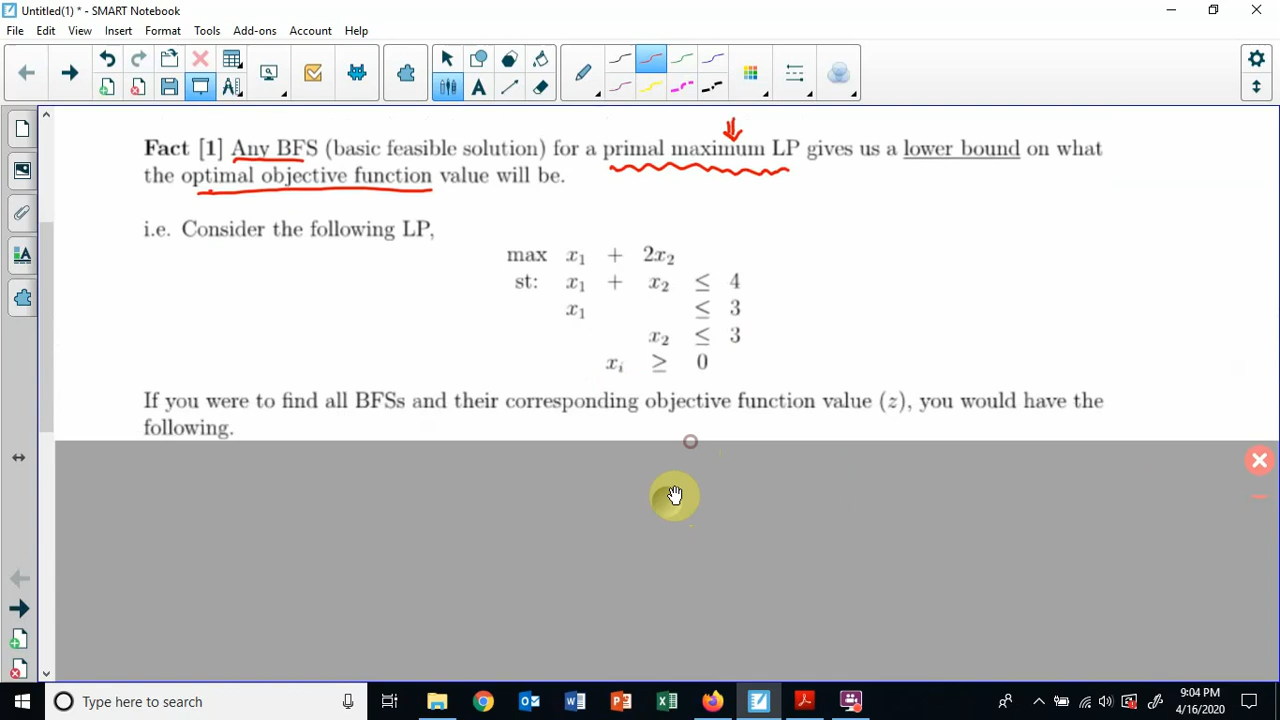 Untitled(1) * - SMART Notebook
File Edit View Insert Format Tools Add-ons Account Help
Fact [1] Any BFS (basic feasible solution) for a primal maximum LP gives us a lower bound on what
the optimal objective function value will be.
i.e. Consider the following LP,
max x₁ + 2x₂
st: x₁ + x₂ ≤ 4
x₁ ≤ 3
x₂ ≤ 3
xᵢ ≥ 0
If you were to find all BFSs and their corresponding objective function value (z), you would have the
following.
Type here to search
9:04 PM
4/16/2020